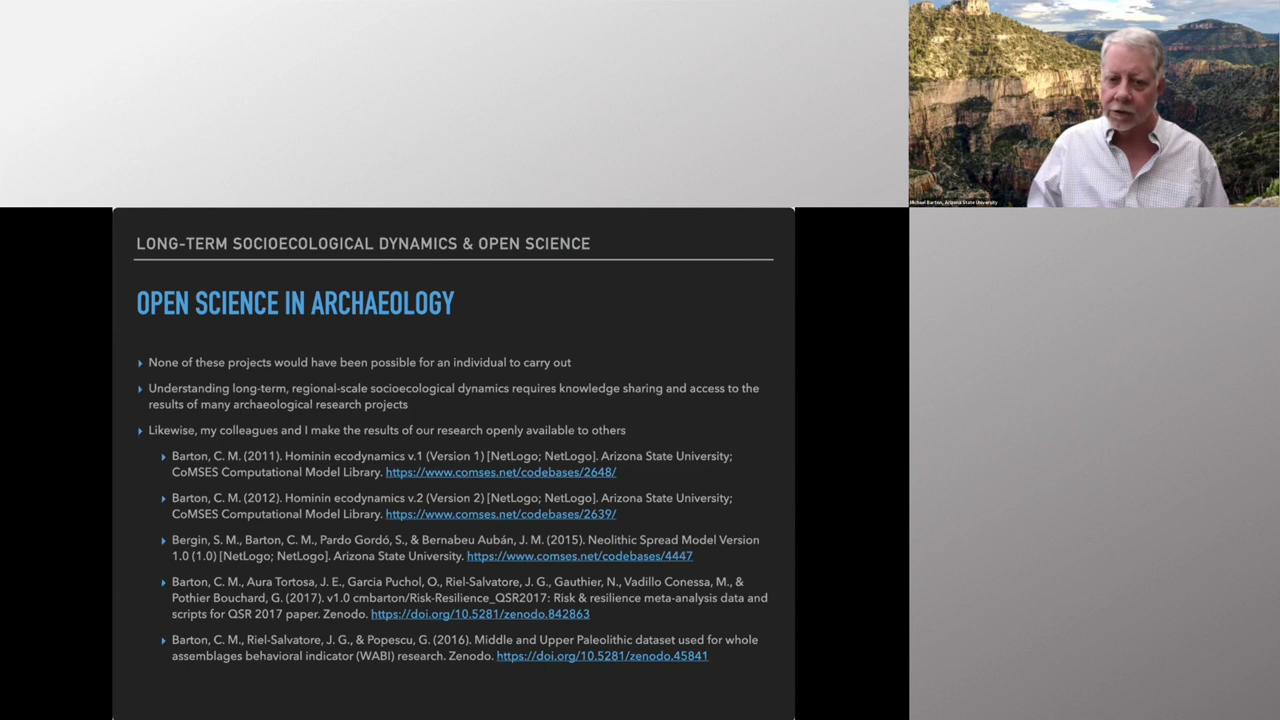 Michael Barton, Arizona State University
LONG-TERM SOCIOECOLOGICAL DYNAMICS & OPEN SCIENCE
OPEN SCIENCE IN ARCHAEOLOGY
None of these projects would have been possible for an individual to carry out
Understanding long-term, regional-scale socioecological dynamics requires knowledge sharing and access to the
results of many archaeological research projects
Likewise, my colleagues and I make the results of our research openly available to others
Barton, C. M. (2011). Hominin ecodynamics v.1 (Version 1) [NetLogo; NetLogo]. Arizona State University;
CoMSES Computational Model Library. https://www.comses.net/codebases/2648/
Barton, C. M. (2012). Hominin ecodynamics v.2 (Version 2) [NetLogo; NetLogo]. Arizona State University;
CoMSES Computational Model Library. https://www.comses.net/codebases/2639/
Bergin, S. M., Barton, C. M., Pardo Gordó, S., & Bernabeu Aubán, J. M. (2015). Neolithic Spread Model Version
1.0 (1.0) [NetLogo; NetLogo]. Arizona State University. https://www.comses.net/codebases/4447
Barton, C. M., Aura Tortosa, J. E., Garcia Puchol, O., Riel-Salvatore, J. G., Gauthier, N., Vadillo Conessa, M., &
Pothier Bouchard, G. (2017). v1.0 cmbarton/Risk-Resilience_QSR2017: Risk & resilience meta-analysis data and
scripts for QSR 2017 paper. Zenodo. https://doi.org/10.5281/zenodo.842863
Barton, C. M., Riel-Salvatore, J. G., & Popescu, G. (2016). Middle and Upper Paleolithic dataset used for whole
assemblages behavioral indicator (WABI) research. Zenodo. https://doi.org/10.5281/zenodo.45841